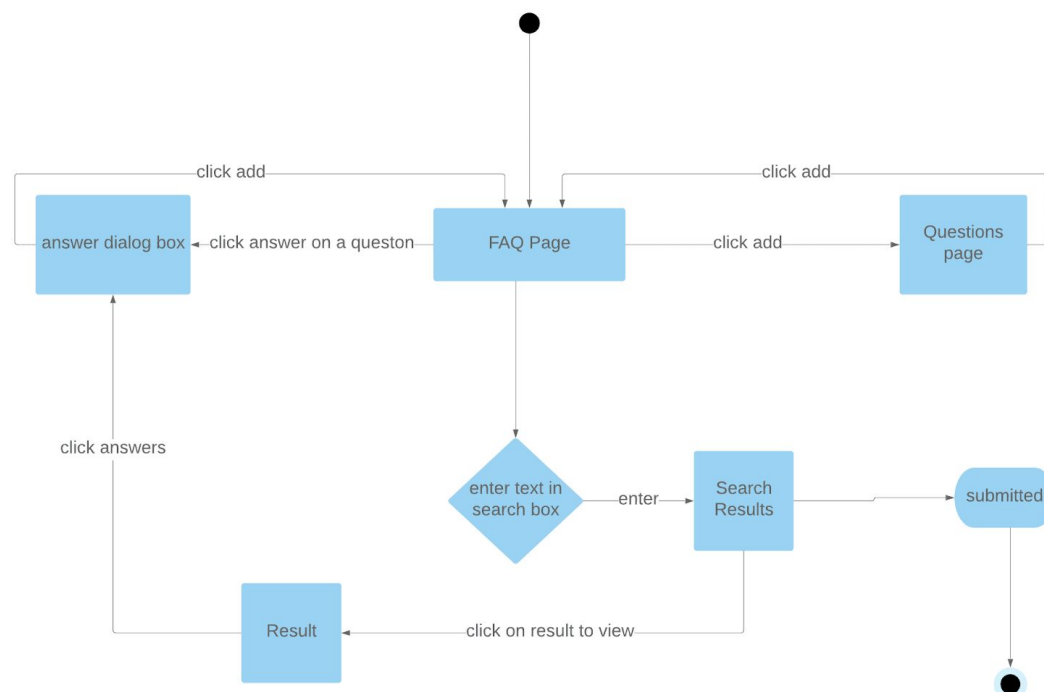 click add
click add
answer dialog box
click answer on a queston
FAQ Page
click add
Questions
page
click answers
enter text in
search box
enter
Search
Results
submitted
Result
click on result to view